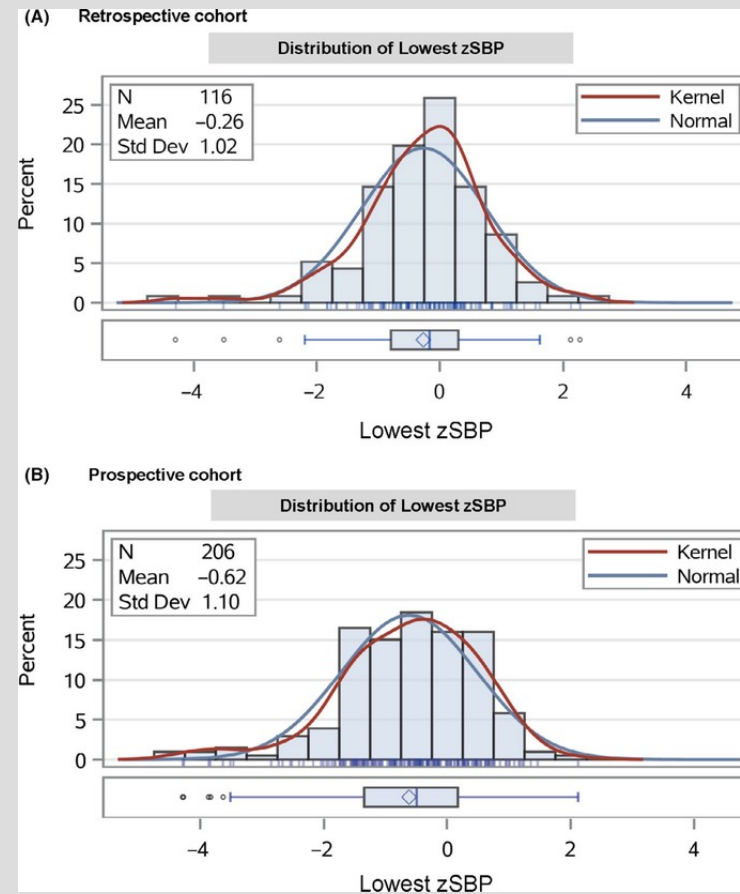 (A) Retrospective cohort
Distribution of Lowest zSBP
N 116
Mean −0.26
Std Dev 1.02
Kernel
Normal
25
20
15
10
5
0
Percent
−4 −2 0 2 4
Lowest zSBP
(B) Prospective cohort
Distribution of Lowest zSBP
N 206
Mean −0.62
Std Dev 1.10
Kernel
Normal
25
20
15
10
5
0
Percent
−4 −2 0 2 4
Lowest zSBP